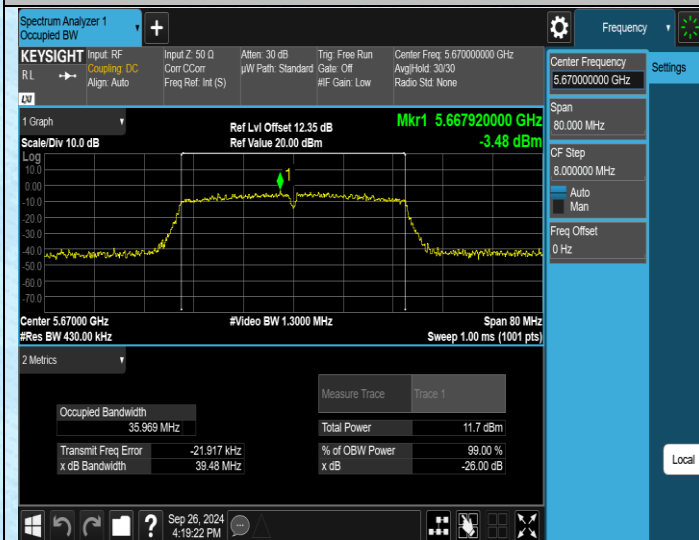 Spectrum Analyzer 1
Occupied BW
+
Frequency
KEYSIGHT
RL
LXI
Input: RF
Coupling: DC
Align: Auto
Input Z: 50 Ω
Corr CCorr
Freq Ref: Int (S)
Atten: 30 dB
µW Path: Standard
Trig: Free Run
Gate: Off
#IF Gain: Low
Center Freq: 5.670000000 GHz
Avg|Hold: 30/30
Radio Std: None
Center Frequency
5.670000000 GHz
Settings
Span
80.000 MHz
CF Step
8.000000 MHz
Auto
Man
Freq Offset
0 Hz
Local
1 Graph
Scale/Div 10.0 dB
Ref Lvl Offset 12.35 dB
Ref Value 20.00 dBm
Mkr1 5.667920000 GHz
-3.48 dBm
Log
10.0
0.00
-10.0
-20.0
-30.0
-40.0
-50.0
-60.0
-70.0
1
Center 5.67000 GHz
#Res BW 430.00 kHz
#Video BW 1.3000 MHz
Span 80 MHz
Sweep 1.00 ms (1001 pts)
2 Metrics
Measure Trace Trace 1
Occupied Bandwidth
35.969 MHz
Total Power 11.7 dBm
Transmit Freq Error -21.917 kHz
% of OBW Power 99.00 %
x dB Bandwidth 39.48 MHz
x dB -26.00 dB
?
Sep 26, 2024
4:19:22 PM